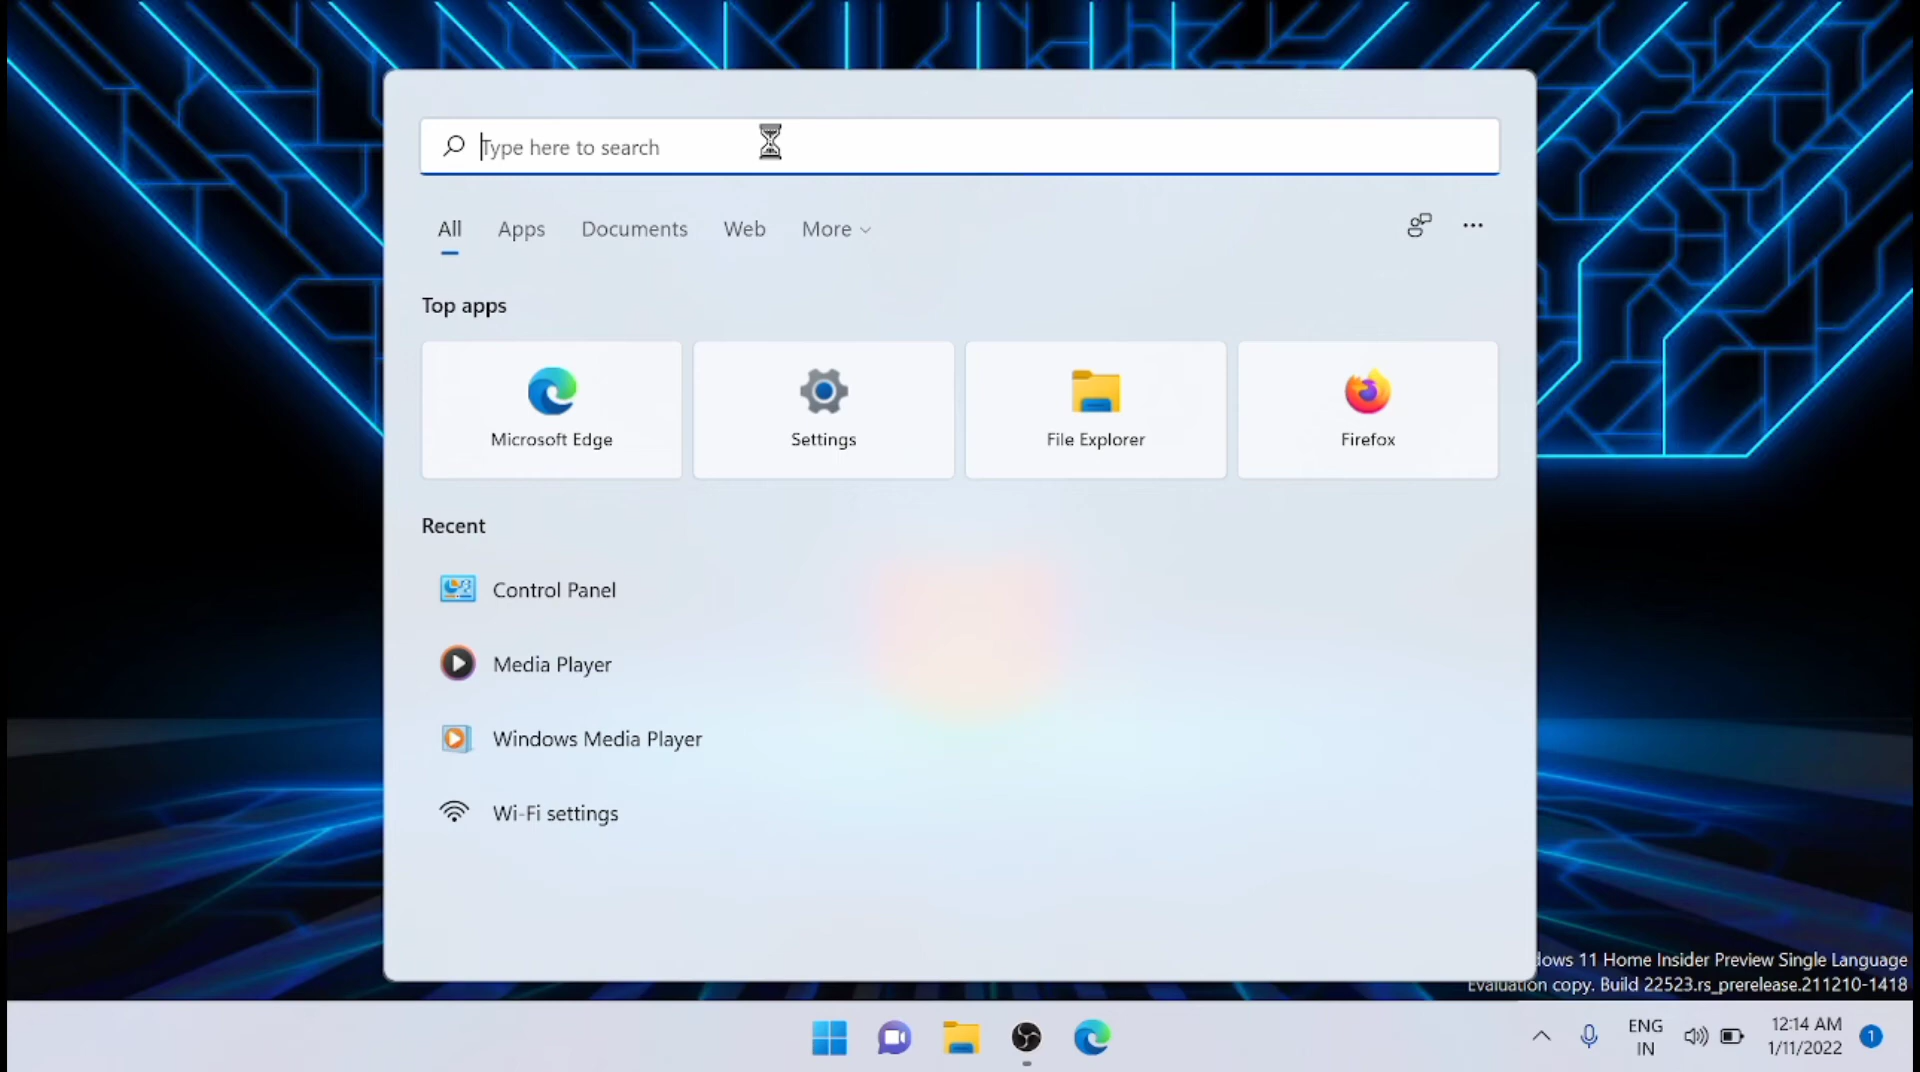 Type here to search
All Apps Documents Web More
Top apps
Microsoft Edge Settings File Explorer Firefox
Recent
Control Panel
Media Player
Windows Media Player
Wi-Fi settings
dows 11 Home Insider Preview Single Language
Evaluation copy. Build 22523.rs_prerelease.211210-1418
ENG
IN
12:14 AM
1/11/2022
1